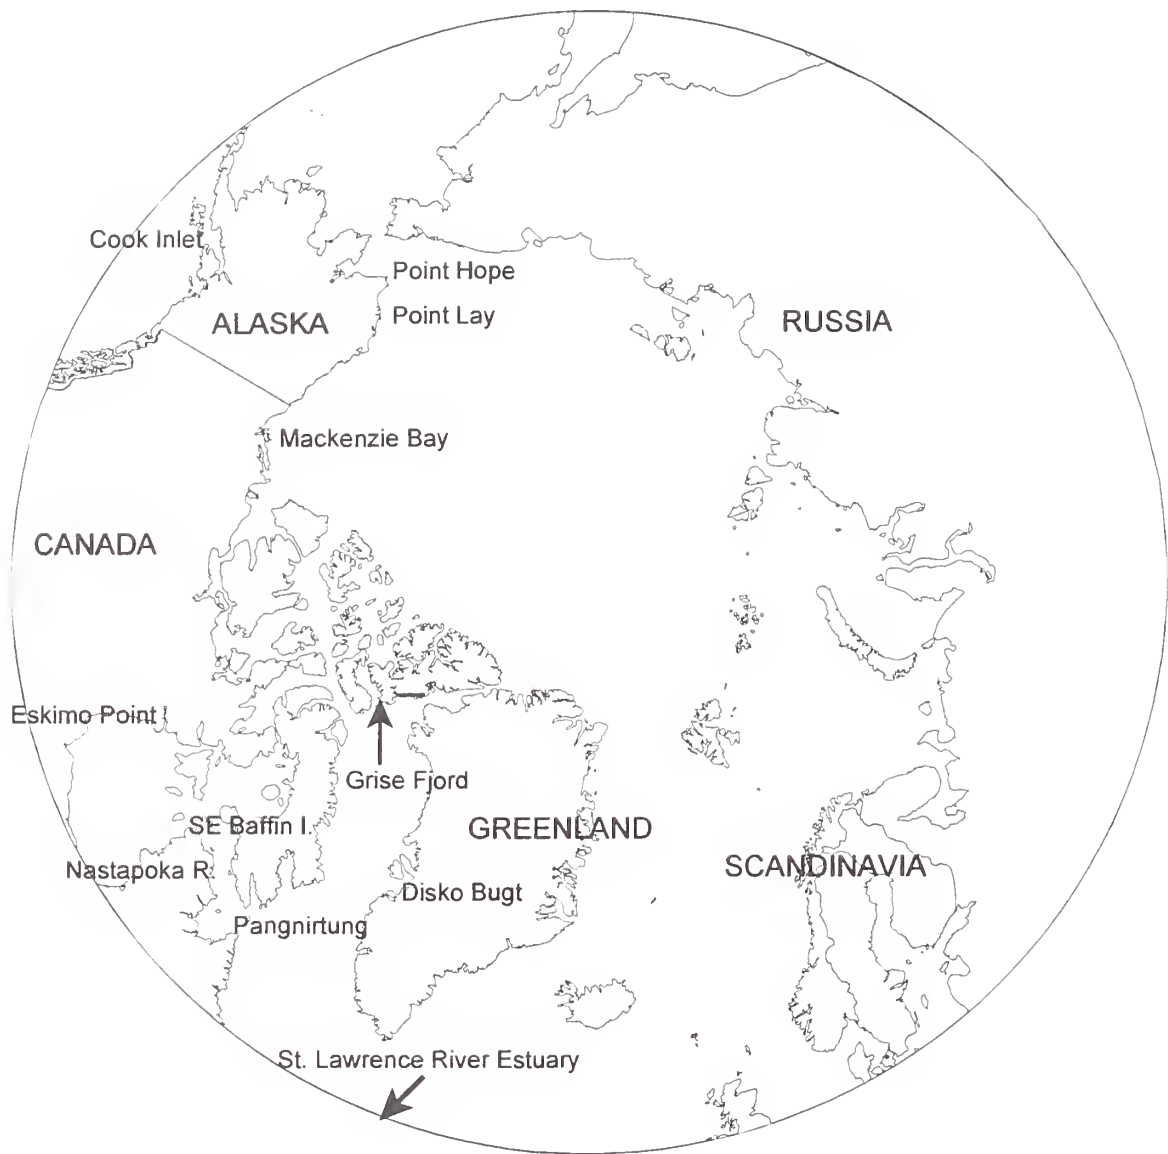 Cook Inlet
Point Hope
Point Lay
ALASKA
RUSSIA
Mackenzie Bay
CANADA
Eskimo Point
Grise Fjord
SE Baffin I.
GREENLAND
Nastapoka R.
SCANDINAVIA
Disko Bugt
Pangnirtung
St. Lawrence River Estuary